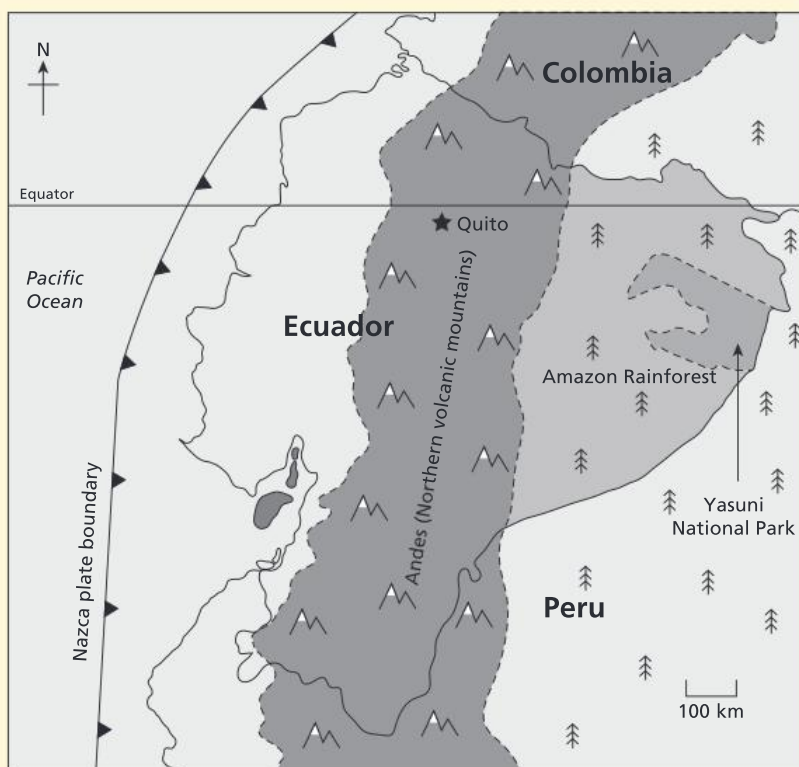 N
Colombia
Equator
Quito
Pacific
Ocean
Ecuador
Andes (Northern volcanic mountains)
Amazon Rainforest
Nazca plate boundary
Yasuni
National Park
Peru
100 km